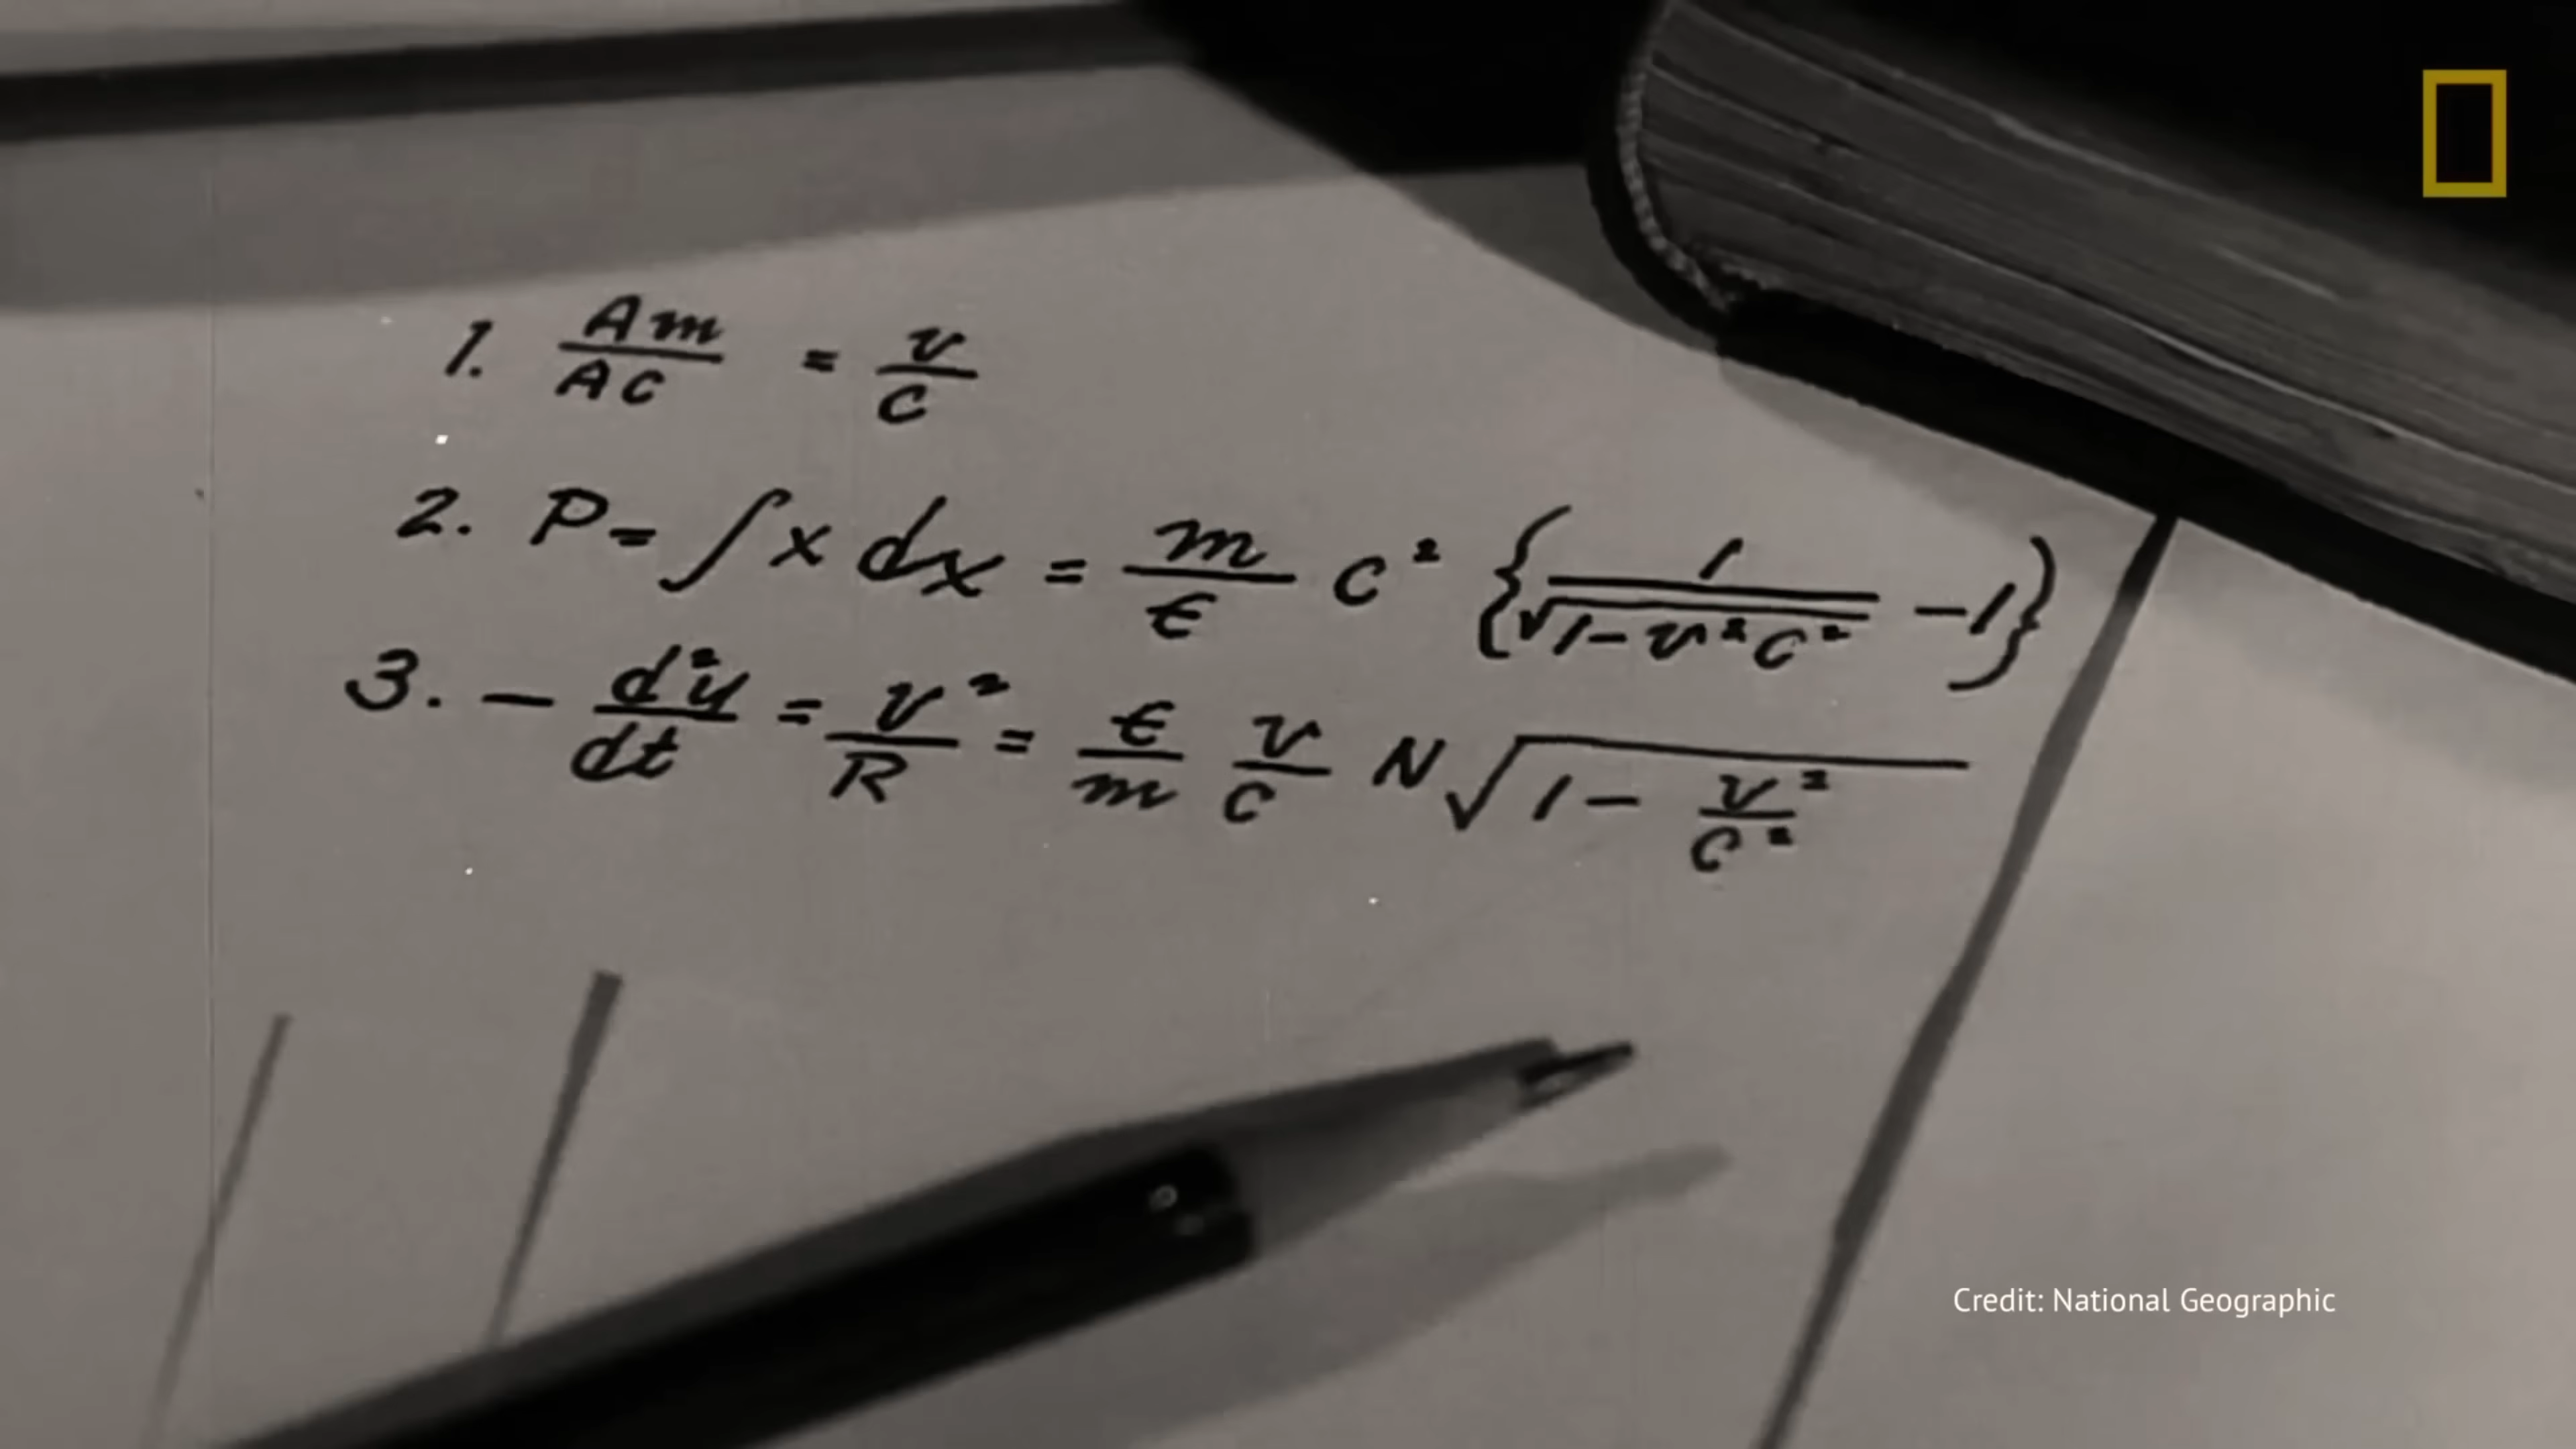 1. Am/AC = v/C
2. P = ∫ x dx = m/ε C² { 1/√(1-v²C²) - 1 }
3. - d²y/dt = v²/R = ε/m v/C N √(1 - v²/C²)
Credit: National Geographic